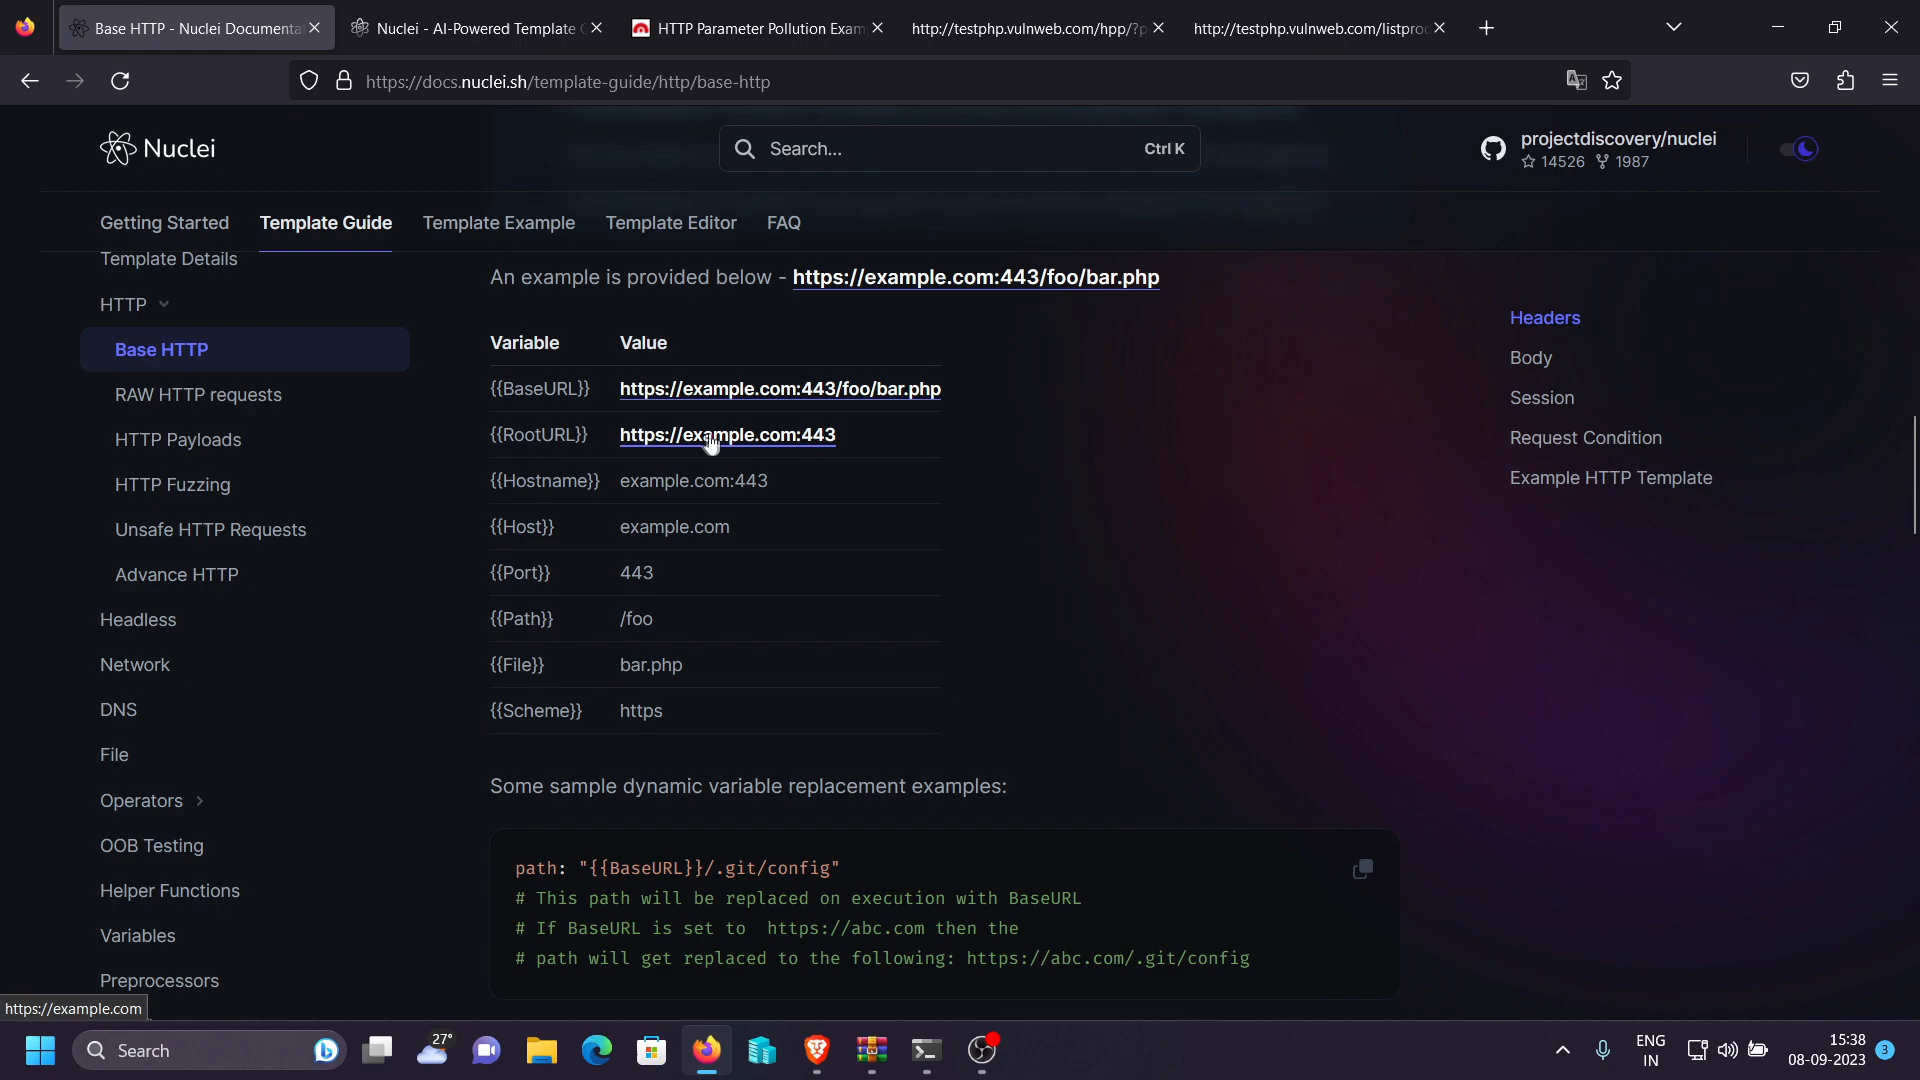 Base HTTP - Nuclei Documenta
Nuclei - AI-Powered Template
HTTP Parameter Pollution Exam
http://testphp.vulnweb.com/hpp/?p
http://testphp.vulnweb.com/listproc
https://docs.nuclei.sh/template-guide/http/base-http
Nuclei
Search...
Ctrl K
projectdiscovery/nuclei
14526
1987
Getting Started
Template Guide
Template Example
Template Editor
FAQ
Template Details
HTTP
Base HTTP
RAW HTTP requests
HTTP Payloads
HTTP Fuzzing
Unsafe HTTP Requests
Advance HTTP
Headless
Network
DNS
File
Operators
OOB Testing
Helper Functions
Variables
Preprocessors
An example is provided below - https://example.com:443/foo/bar.php
Variable Value
{{BaseURL}} https://example.com:443/foo/bar.php
{{RootURL}} https://example.com:443
{{Hostname}} example.com:443
{{Host}} example.com
{{Port}} 443
{{Path}} /foo
{{File}} bar.php
{{Scheme}} https
Some sample dynamic variable replacement examples:
path: "{{BaseURL}}/.git/config"
# This path will be replaced on execution with BaseURL
# If BaseURL is set to  https://abc.com then the
# path will get replaced to the following: https://abc.com/.git/config
Headers
Body
Session
Request Condition
Example HTTP Template
https://example.com
Search
27°
ENG
IN
15:38
08-09-2023
3